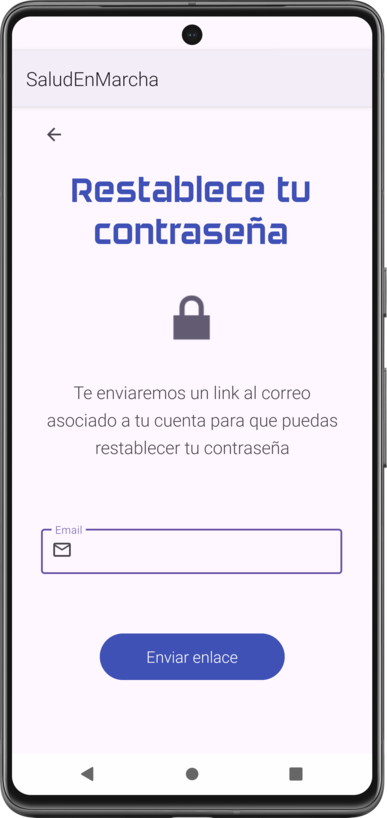 SaludEnMarcha
Restablece tu
contraseña
Te enviaremos un link al correo
asociado a tu cuenta para que puedas
restablecer tu contraseña
Email
Enviar enlace